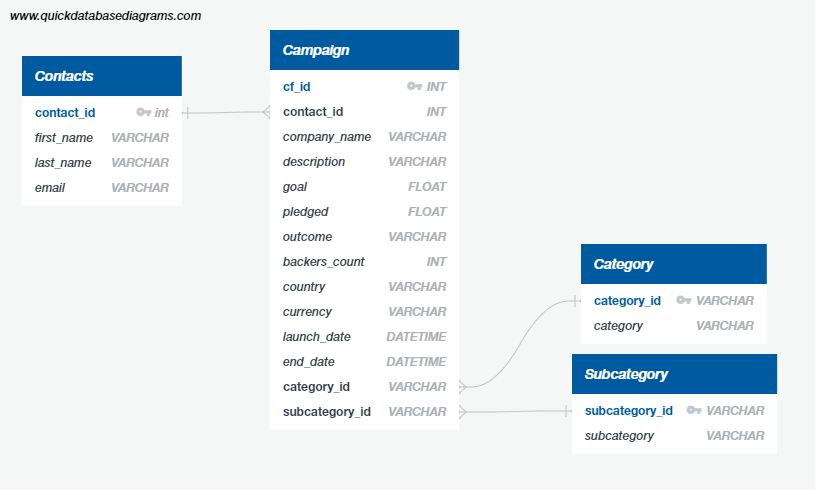 www.quickdatabasediagrams.com
Contacts
contact_id int
first_name VARCHAR
last_name VARCHAR
email VARCHAR
Campaign
cf_id INT
contact_id INT
company_name VARCHAR
description VARCHAR
goal FLOAT
pledged FLOAT
outcome VARCHAR
backers_count INT
country VARCHAR
currency VARCHAR
launch_date DATETIME
end_date DATETIME
category_id VARCHAR
subcategory_id VARCHAR
Category
category_id VARCHAR
category VARCHAR
Subcategory
subcategory_id VARCHAR
subcategory VARCHAR